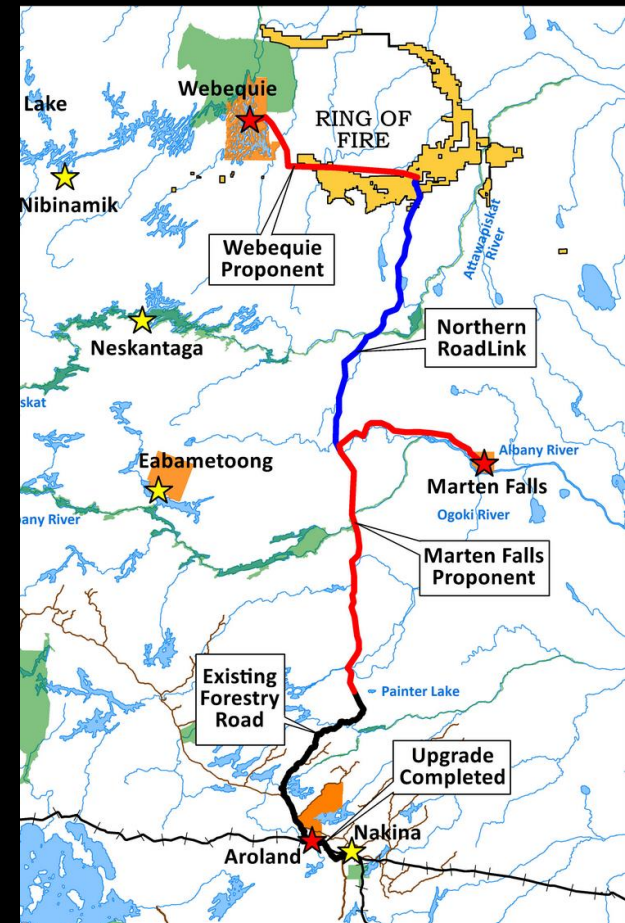 Webequie
Lake
RING OF
FIRE
Nibinamik
Attawapiskat
River
Webequie
Proponent
Northern
RoadLink
Neskantaga
skat
Eabametoong
Albany River
Marten Falls
Ogoki River
bany River
Marten Falls
Proponent
Existing
Forestry
Road
Painter Lake
Upgrade
Completed
Nakina
Aroland